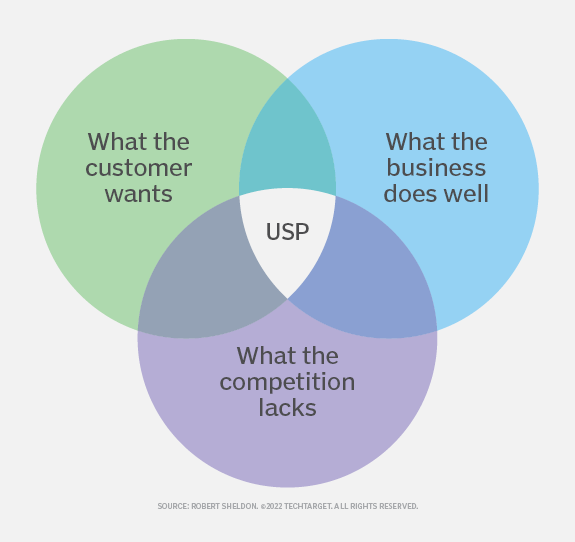 What the
customer
wants
What the
business
does well
USP
What the
competition
lacks
SOURCE: ROBERT SHELDON. ©2022 TECHTARGET. ALL RIGHTS RESERVED.